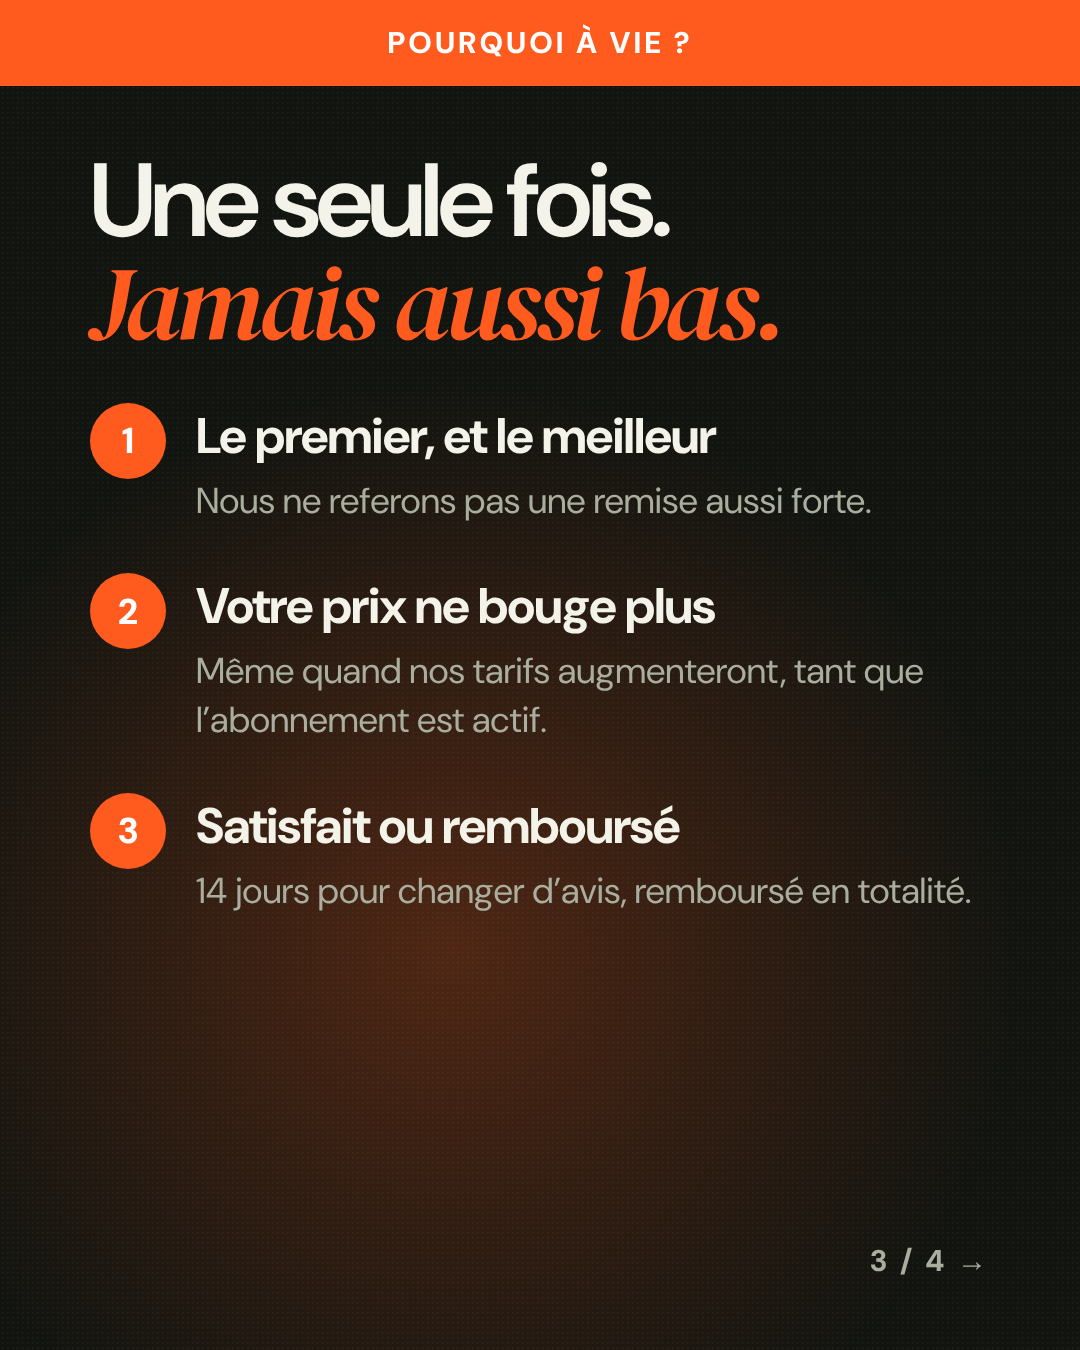 POURQUOI À VIE ?
Une seule fois.
Jamais aussi bas.
1
Le premier, et le meilleur
Nous ne referons pas une remise aussi forte.
2
Votre prix ne bouge plus
Même quand nos tarifs augmenteront, tant que
l’abonnement est actif.
3
Satisfait ou remboursé
14 jours pour changer d’avis, remboursé en totalité.
3 / 4 →